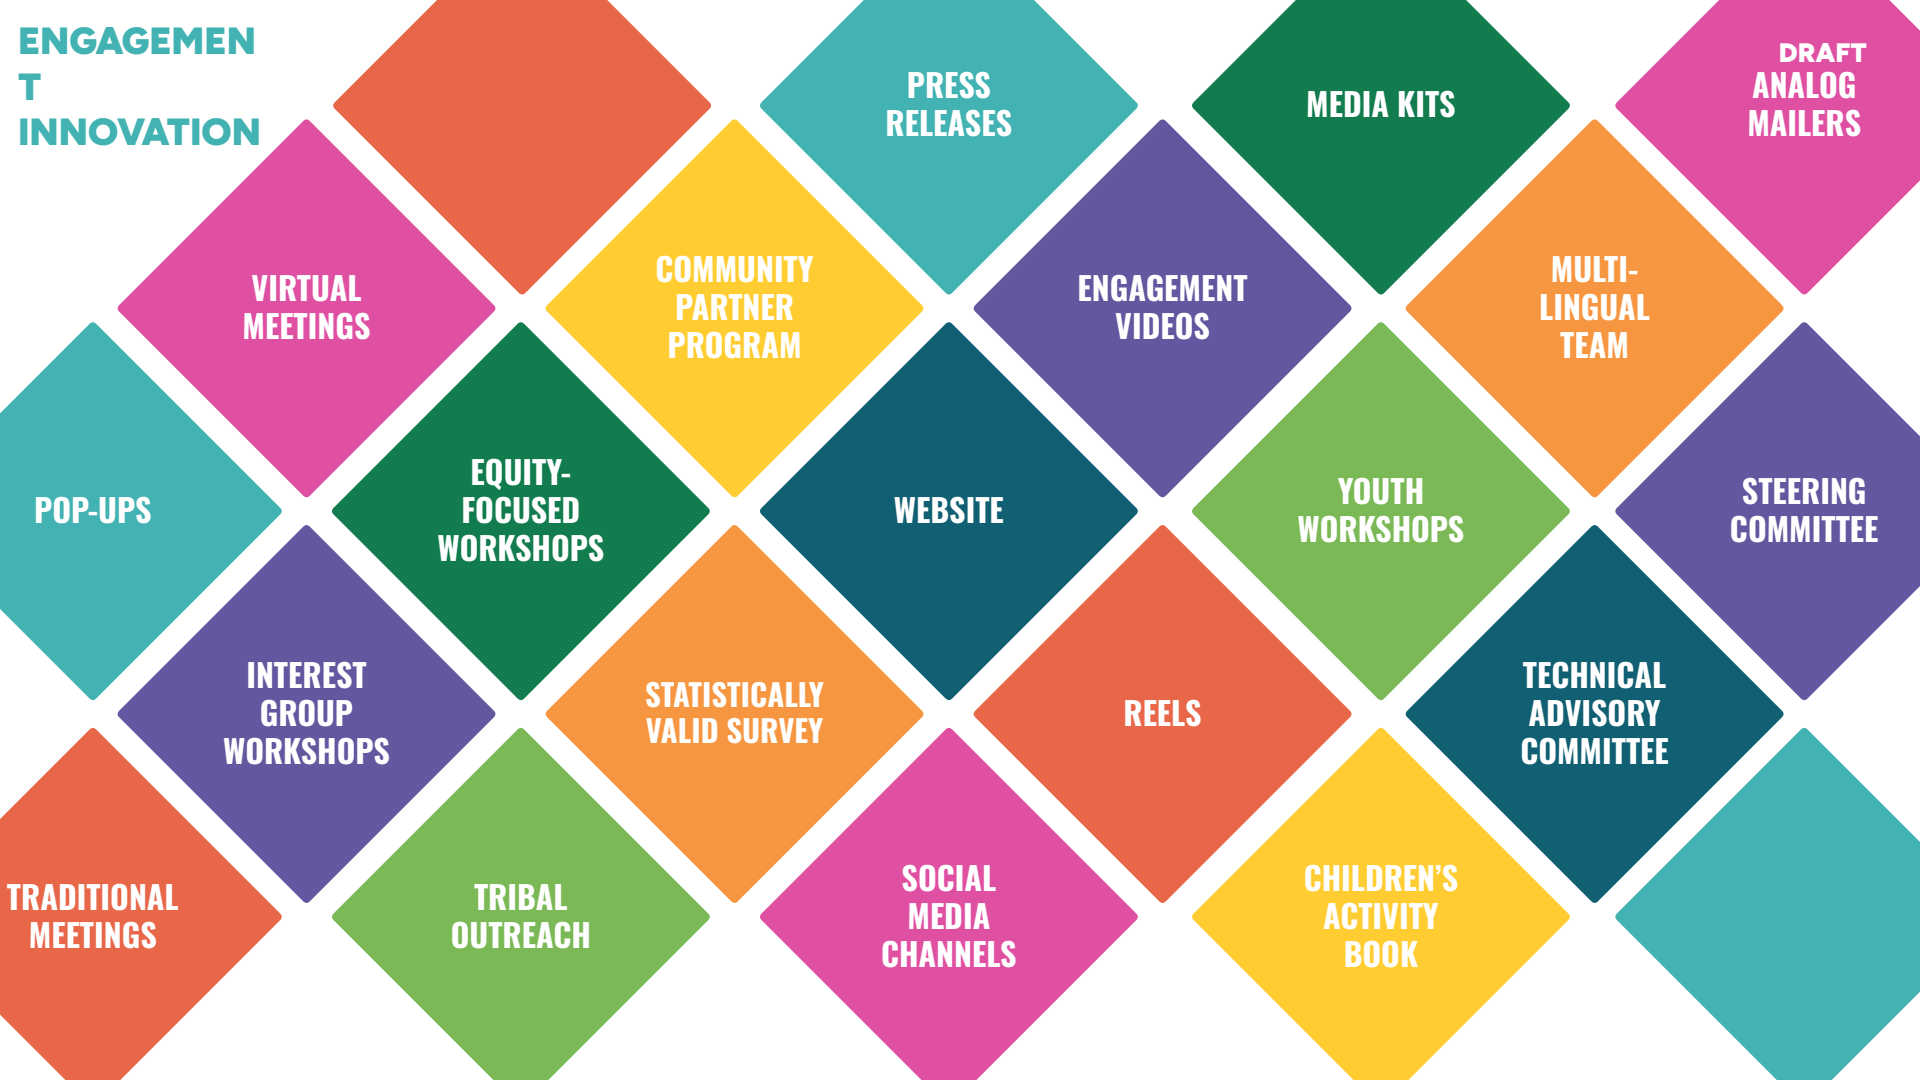 ENGAGEMEN
T
INNOVATION
PRESS
RELEASES
MEDIA KITS
DRAFT
ANALOG
MAILERS
VIRTUAL
MEETINGS
COMMUNITY
PARTNER
PROGRAM
ENGAGEMENT
VIDEOS
MULTI-
LINGUAL
TEAM
POP-UPS
EQUITY-
FOCUSED
WORKSHOPS
WEBSITE
YOUTH
WORKSHOPS
STEERING
COMMITTEE
INTEREST
GROUP
WORKSHOPS
STATISTICALLY
VALID SURVEY
REELS
TECHNICAL
ADVISORY
COMMITTEE
TRADITIONAL
MEETINGS
TRIBAL
OUTREACH
SOCIAL
MEDIA
CHANNELS
CHILDREN’S
ACTIVITY
BOOK